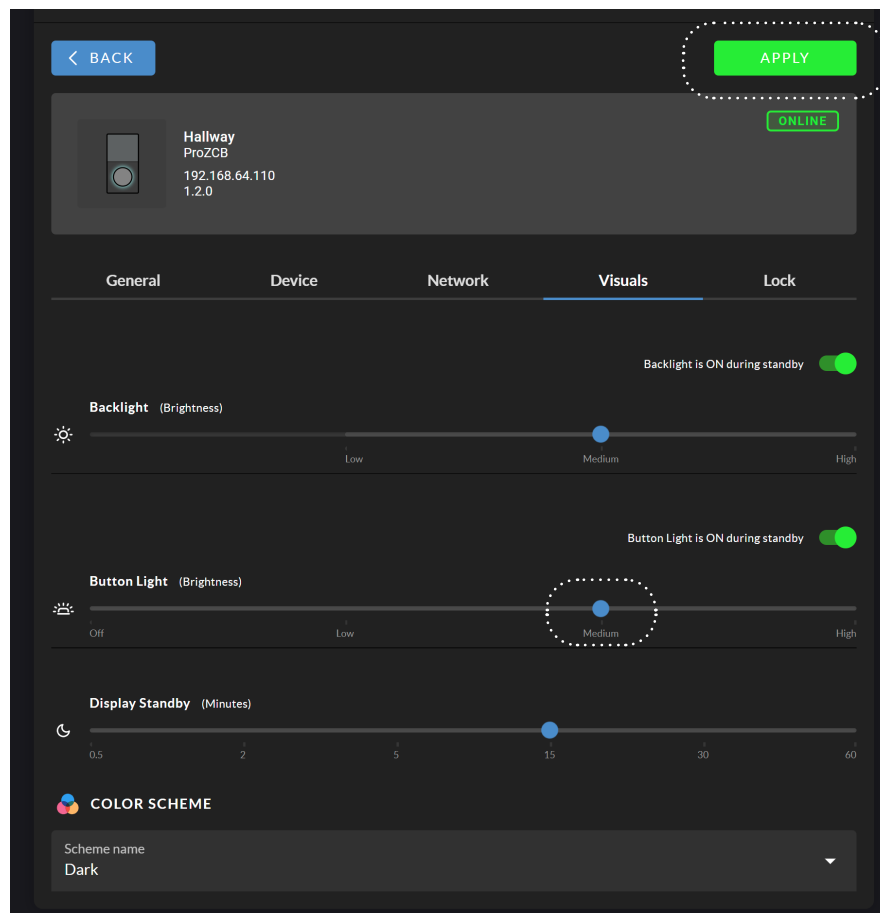 BACK
APPLY
Hallway
ProZCB
192.168.64.110
1.2.0
ONLINE
General Device Network Visuals Lock
Backlight is ON during standby
Backlight (Brightness)
Low Medium High
Button Light is ON during standby
Button Light (Brightness)
Off Low Medium High
Display Standby (Minutes)
0.5 2 5 15 30 60
COLOR SCHEME
Scheme name
Dark